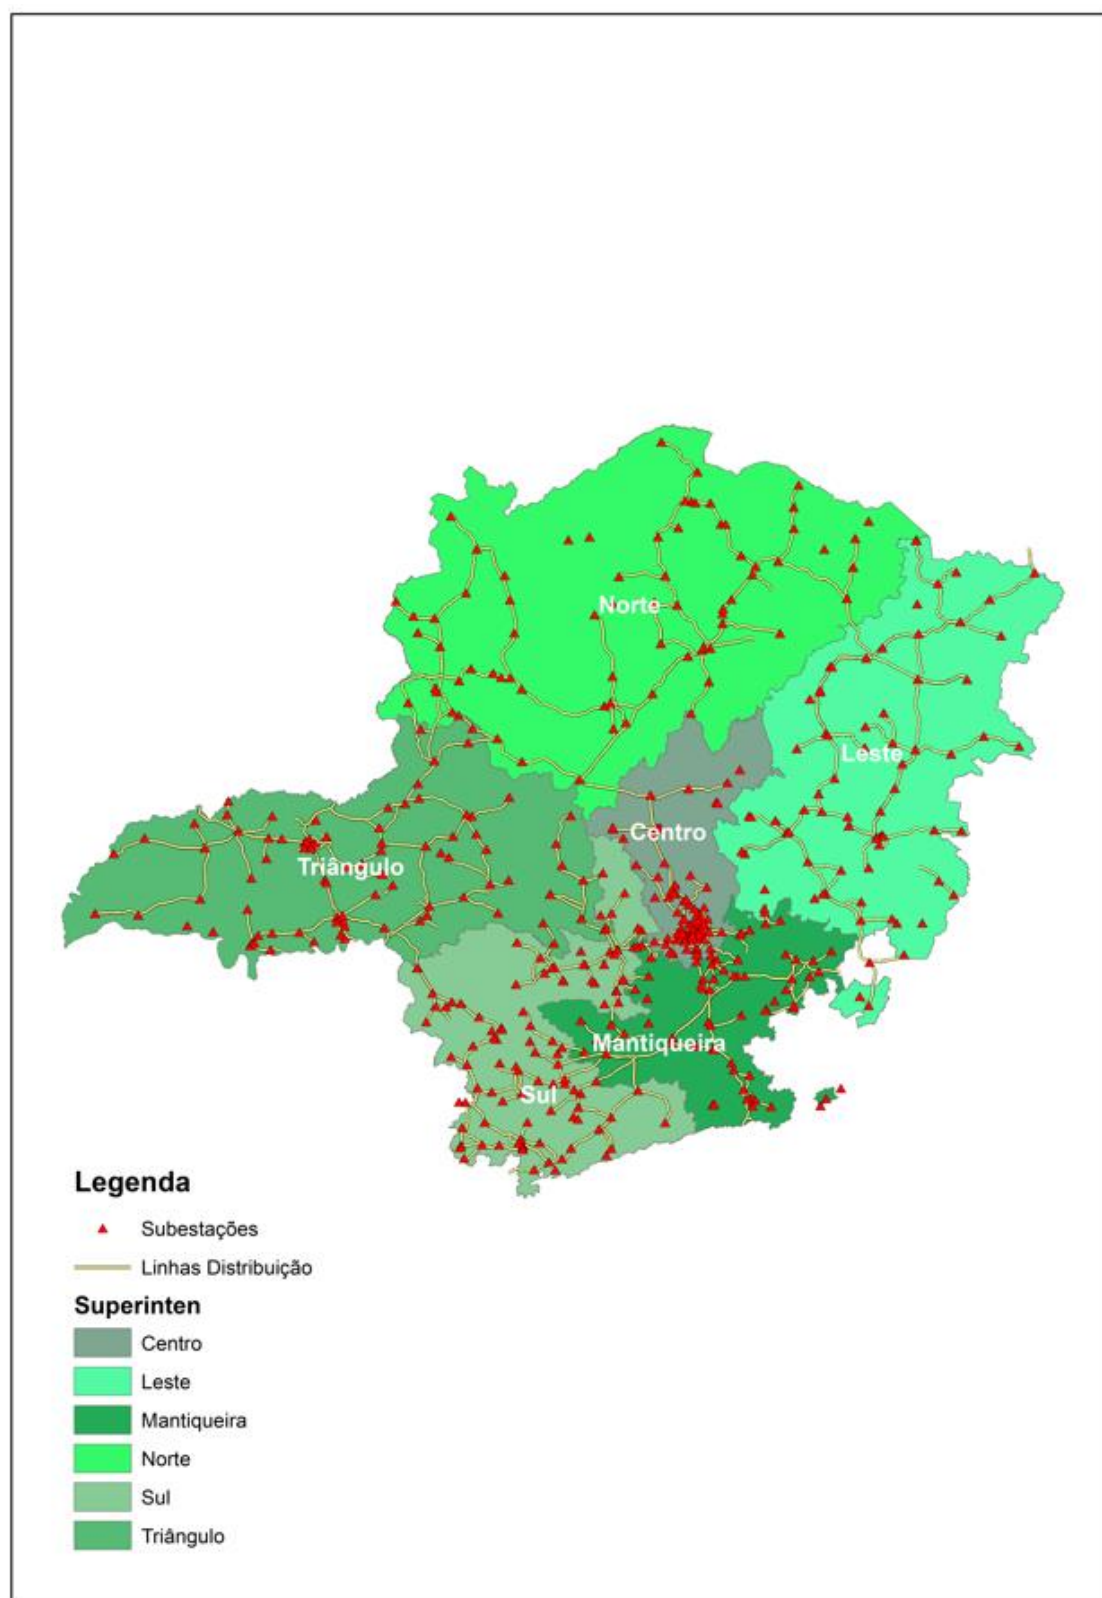 Norte
Leste
Centro
Triângulo
Mantiqueira
Sul
Legenda
Subestações
Linhas Distribuição
Superinten
Centro
Leste
Mantiqueira
Norte
Sul
Triângulo